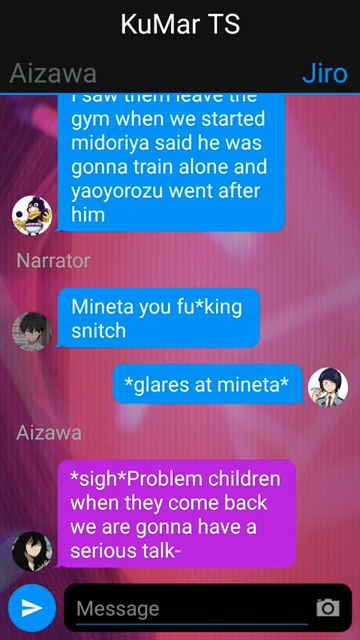 KuMar TS
Aizawa
Jiro
I saw them leave the
gym when we started
midoriya said he was
gonna train alone and
yaoyorozu went after
him
Narrator
Mineta you fu*king
snitch
*glares at mineta*
Aizawa
*sigh*Problem children
when they come back
we are gonna have a
serious talk-
Message